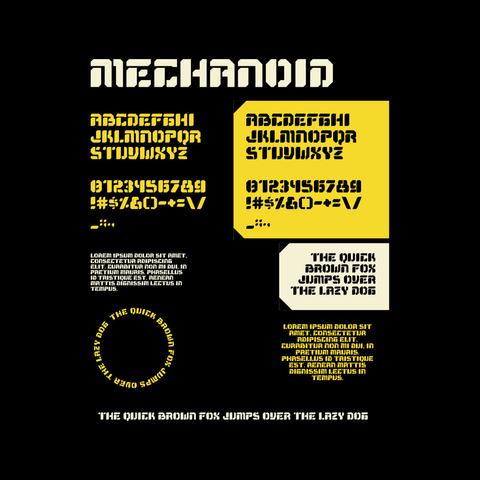 MECHANOID
ABCDEFGHI
JKLMNOPQR
STUVWXYZ
0123456789
!#$%&()-+=\/
_.:;.,
ABCDEFGHI
JKLMNOPQR
STUVWXYZ
0123456789
!#$%&()-+=\/
_.:;.,
LOREM IPSUM DOLOR SIT AMET,
CONSECTETUR ADIPISCING
ELIT. CURABITUR NON MI DUI. IN
PRETIUM MAURIS. PHASELLUS
ID TRISTIQUE EST. AENEAN
MATTIS DIGNISSIM LECTUS IN
TEMPUS.
THE QUICK
BROWN FOX
JUMPS OVER
THE LAZY DOG
THE QUICK BROWN FOX JUMPS OVER THE LAZY DOG
LOREM IPSUM DOLOR SIT
AMET, CONSECTETUR
ADIPISCING ELIT.
CURABITUR NON MI DUI. IN
PRETIUM MAURIS.
PHASELLUS ID TRISTIQUE
EST. AENEAN MATTIS
DIGNISSIM LECTUS IN
TEMPUS.
THE QUICK BROWN FOX JUMPS OVER THE LAZY DOG